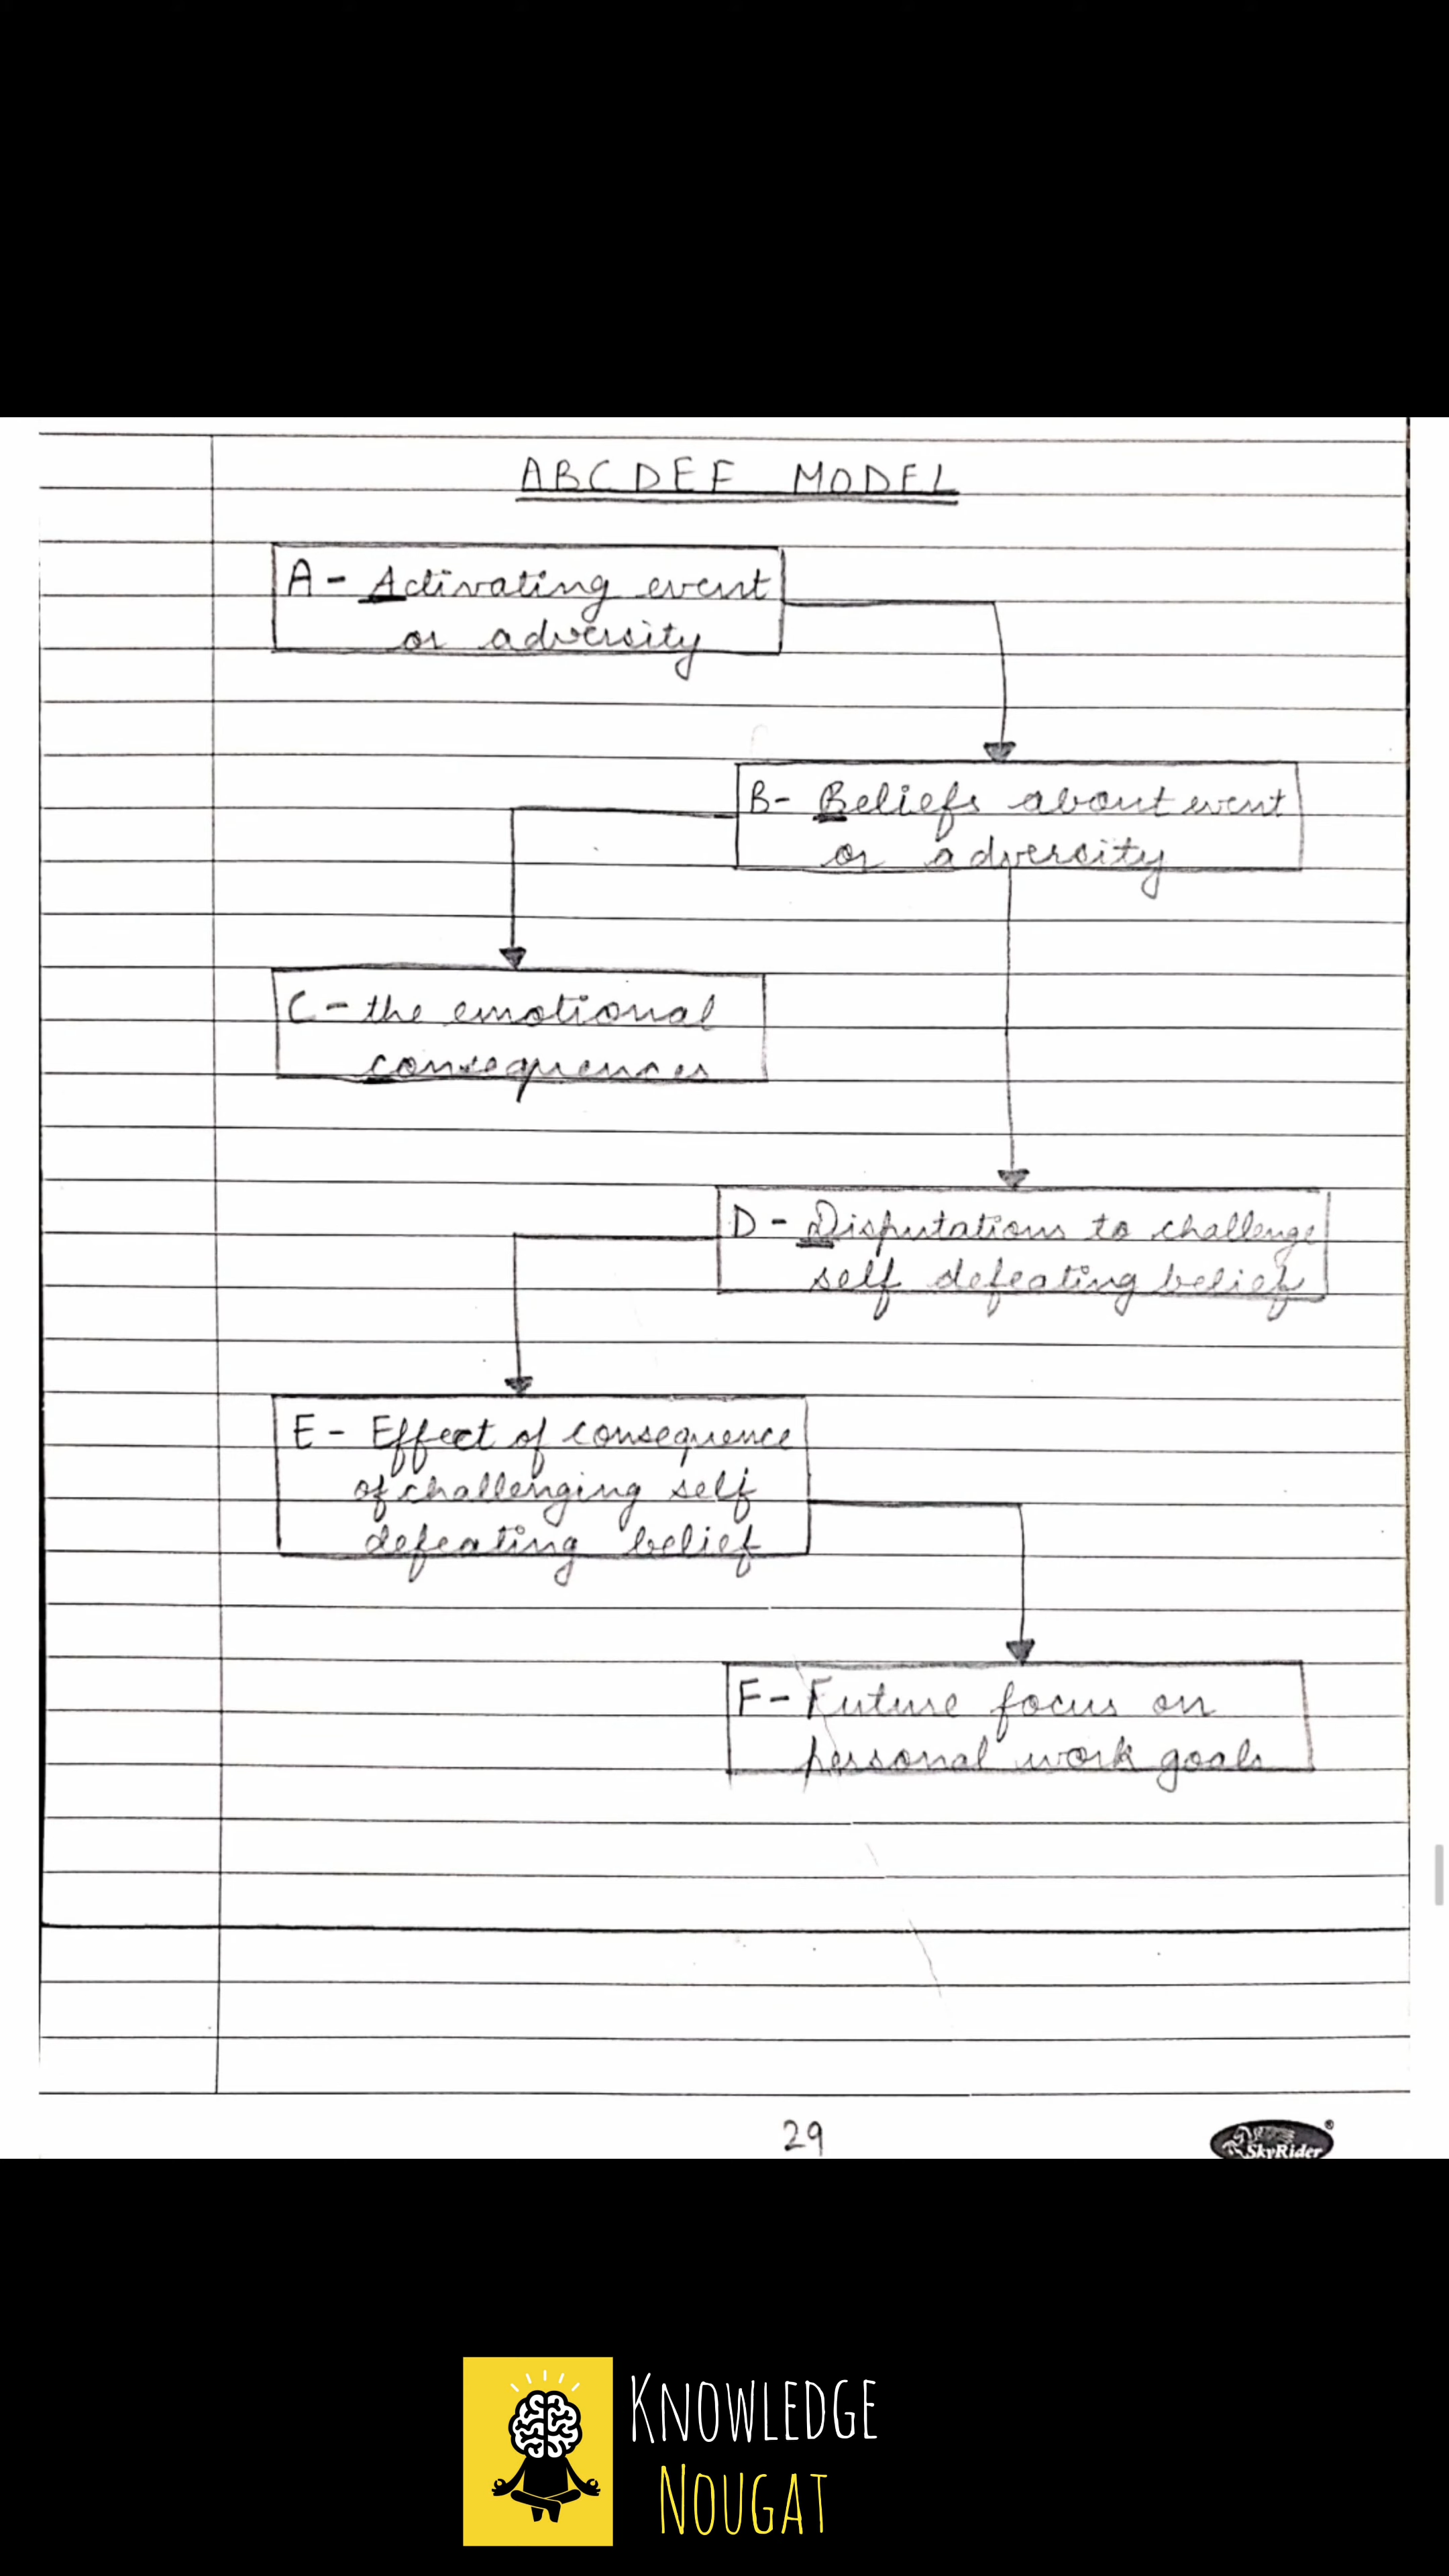 ABCDEF MODEL
A - Activating event
or adversity
B - Beliefs about event
or adversity
C - the emotional
consequences
D - Disputations to challenge
self defeating belief
E - Effect of consequence
of challenging self
defeating belief
F - Future focus on
personal work goals
29
SkyRider
KNOWLEDGE
NOUGAT